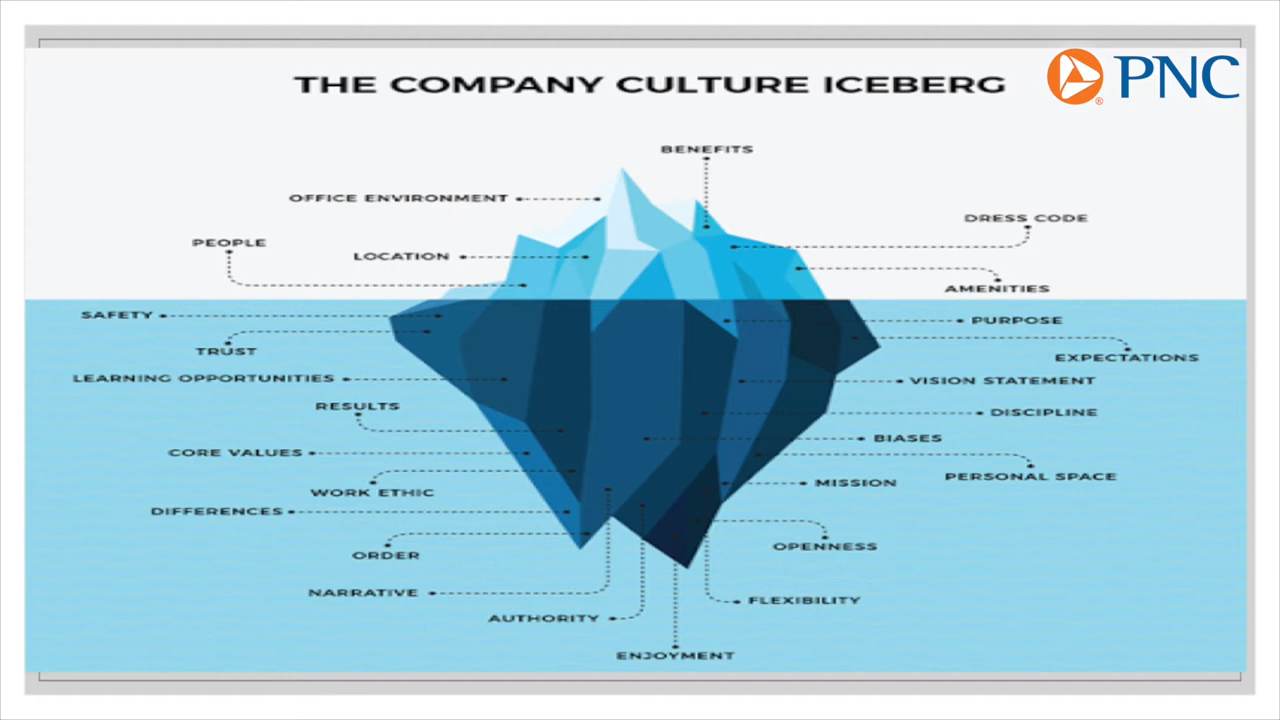 THE COMPANY CULTURE ICEBERG
PNC
BENEFITS
OFFICE ENVIRONMENT
DRESS CODE
PEOPLE
LOCATION
AMENITIES
SAFETY
PURPOSE
TRUST
EXPECTATIONS
LEARNING OPPORTUNITIES
VISION STATEMENT
RESULTS
DISCIPLINE
BIASES
CORE VALUES
PERSONAL SPACE
MISSION
WORK ETHIC
DIFFERENCES
OPENNESS
ORDER
NARRATIVE
FLEXIBILITY
AUTHORITY
ENJOYMENT